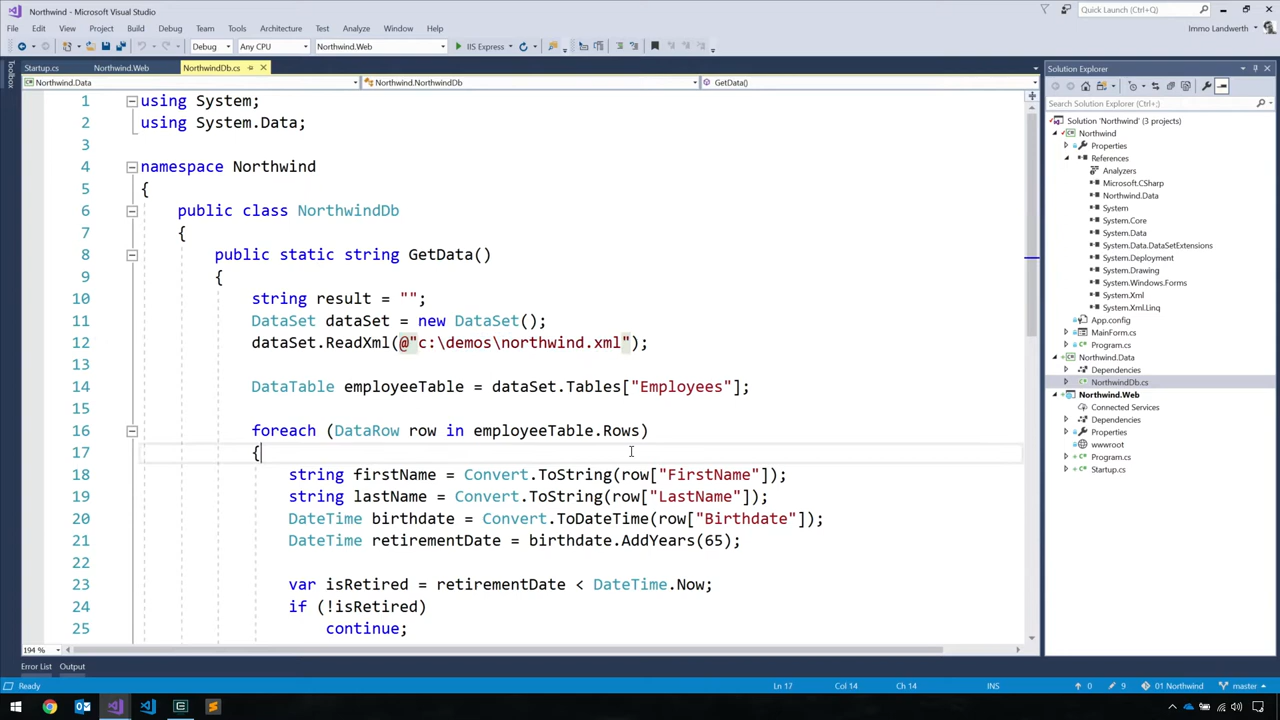 Northwind - Microsoft Visual Studio
Quick Launch (Ctrl+Q)
File Edit View Project Build Debug Team Tools Test Analyze Window Help
Immo Landwerth
Debug Any CPU Northwind.Web IIS Express
Toolbox
Startup.cs Northwind.Web NorthwindDb.cs
Northwind.Data Northwind.NorthwindDb GetData()
1 using System;
2 using System.Data;
3
4 namespace Northwind
5 {
6 public class NorthwindDb
7 {
8 public static string GetData()
9 {
10 string result = "";
11 DataSet dataSet = new DataSet();
12 dataSet.ReadXml(@"c:\demos\northwind.xml");
13
14 DataTable employeeTable = dataSet.Tables["Employees"];
15
16 foreach (DataRow row in employeeTable.Rows)
17 {
18 string firstName = Convert.ToString(row["FirstName"]);
19 string lastName = Convert.ToString(row["LastName"]);
20 DateTime birthdate = Convert.ToDateTime(row["Birthdate"]);
21 DateTime retirementDate = birthdate.AddYears(65);
22
23 var isRetired = retirementDate < DateTime.Now;
24 if (!isRetired)
25 continue;
194 %
Solution Explorer
Search Solution Explorer (Ctrl+;)
Solution 'Northwind' (3 projects)
Northwind
Properties
References
Analyzers
Microsoft.CSharp
Northwind.Data
System
System.Core
System.Data
System.Data.DataSetExtensions
System.Deployment
System.Drawing
System.Windows.Forms
System.Xml
System.Xml.Linq
App.config
MainForm.cs
Program.cs
Northwind.Data
Dependencies
NorthwindDb.cs
Northwind.Web
Connected Services
Dependencies
Properties
wwwroot
Program.cs
Startup.cs
Error List Output
Ready Ln 17 Col 14 Ch 14 INS 0 9 01 Northwind master